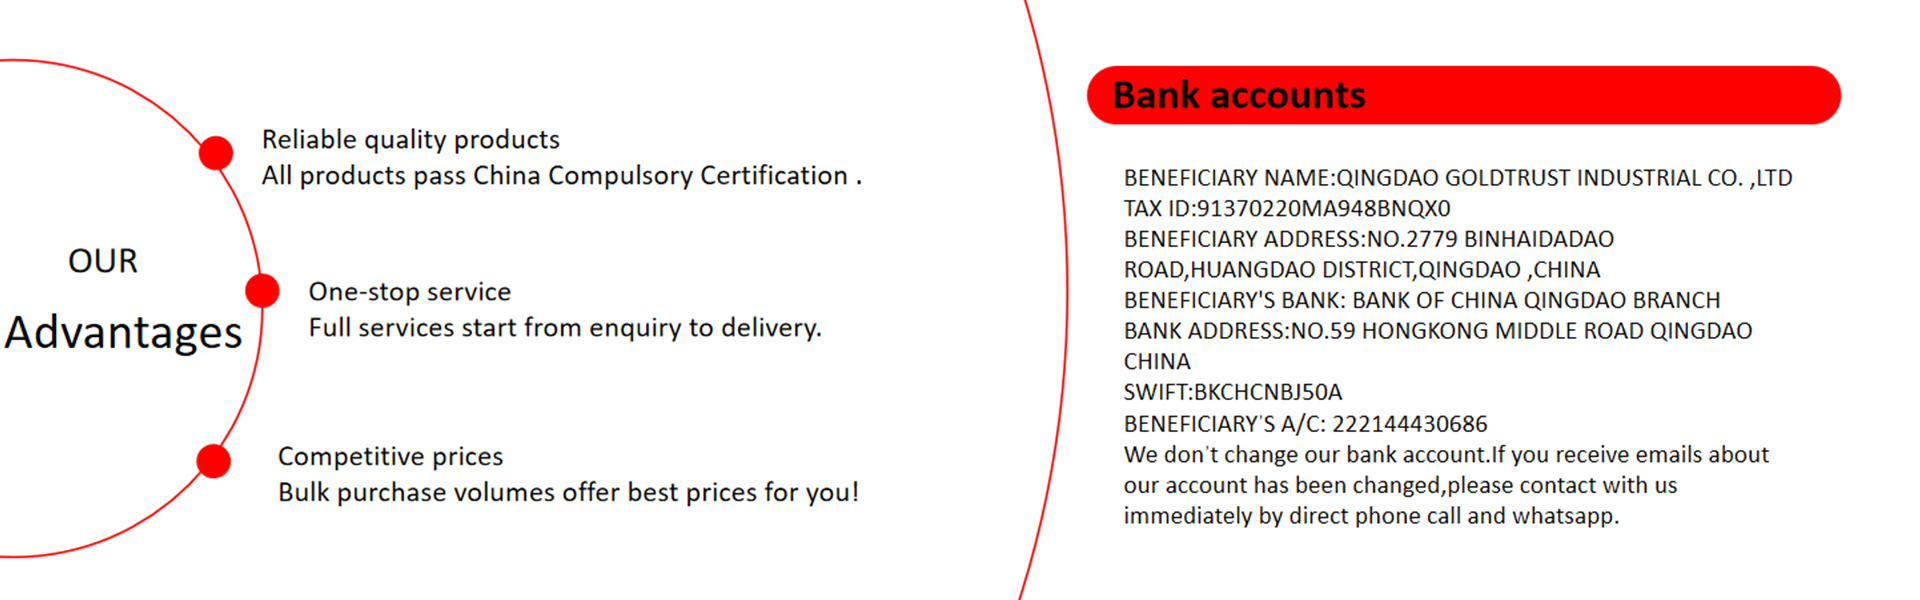 OUR
Advantages
Reliable quality products
All products pass China Compulsory Certification .
One-stop service
Full services start from enquiry to delivery.
Competitive prices
Bulk purchase volumes offer best prices for you!
Bank accounts
BENEFICIARY NAME:QINGDAO GOLDTRUST INDUSTRIAL CO. ,LTD
TAX ID:91370220MA948BNQX0
BENEFICIARY ADDRESS:NO.2779 BINHAIDADAO
ROAD,HUANGDAO DISTRICT,QINGDAO ,CHINA
BENEFICIARY'S BANK: BANK OF CHINA QINGDAO BRANCH
BANK ADDRESS:NO.59 HONGKONG MIDDLE ROAD QINGDAO
CHINA
SWIFT:BKCHCNBJ50A
BENEFICIARY'S A/C: 222144430686
We don't change our bank account.If you receive emails about
our account has been changed,please contact with us
immediately by direct phone call and whatsapp.